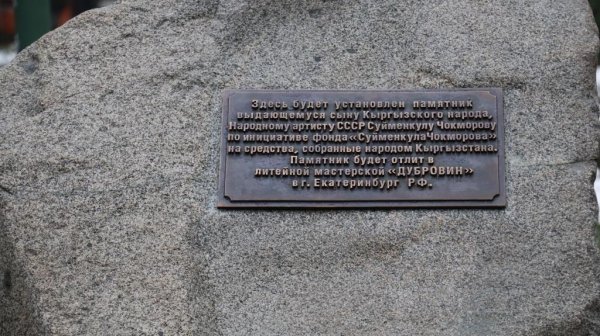 Здесь будет установлен памятник
выдающемуся сыну Кыргызского народа,
Народному артисту СССР Суйменкулу Чокморову
по инициативе фонда «Суйменкула Чокморова»
на средства, собранные народом Кыргызстана.
Памятник будет отлит в
литейной мастерской «ДУБРОВИН»
в г. Екатеринбург РФ.